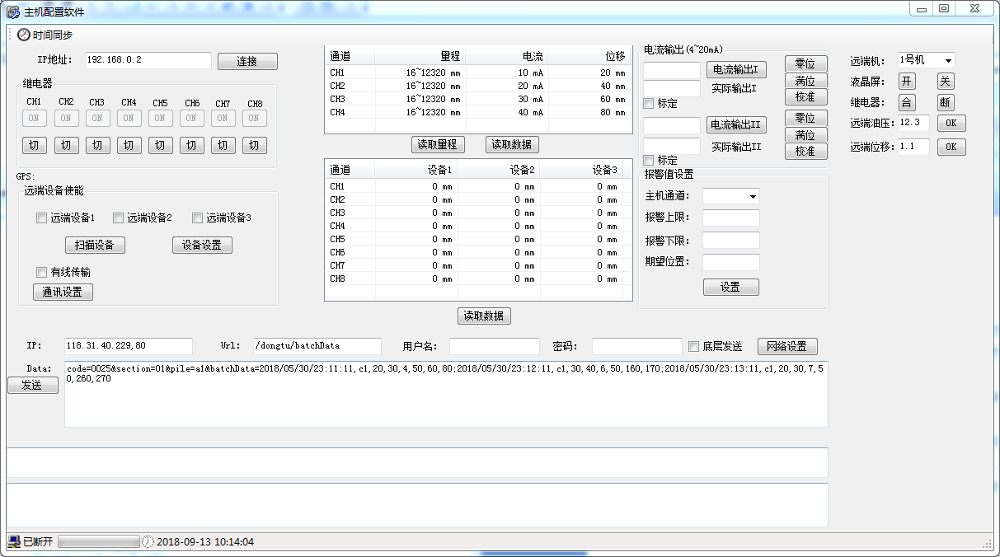 主机配置软件
时间同步
IP地址: 192.168.0.2 连接
继电器
CH1 CH2 CH3 CH4 CH5 CH6 CH7 CH8
ON ON ON ON ON ON ON ON
切 切 切 切 切 切 切 切
GPS:
远端设备使能
远端设备1 远端设备2 远端设备3
扫描设备 设备设置
有线传输
通讯设置
通道 量程 电流 位移
CH1 16~12320 mm 10 mA 20 mm
CH2 16~12320 mm 20 mA 40 mm
CH3 16~12320 mm 30 mA 60 mm
CH4 16~12320 mm 40 mA 80 mm
读取量程 读取数据
通道 设备1 设备2 设备3
CH1 0 mm 0 mm 0 mm
CH2 0 mm 0 mm 0 mm
CH3 0 mm 0 mm 0 mm
CH4 0 mm 0 mm 0 mm
CH5 0 mm 0 mm 0 mm
CH6 0 mm 0 mm 0 mm
CH7 0 mm 0 mm 0 mm
CH8 0 mm 0 mm 0 mm
读取数据
电流输出(4~20mA)
电流输出I 零位
实际输出I 满位
标定 校准
电流输出II 零位
实际输出II 满位
标定 校准
报警值设置
主机通道:
报警上限:
报警下限:
期望位置:
设置
远端机: 1号机
液晶屏: 开 关
继电器: 合 断
远端油压: 12.3 OK
远端位移: 1.1 OK
IP: 118.31.40.229,80 Url: /dongtu/batchData 用户名: 密码: 底层发送 网络设置
Data: code=0025&section=01&pile=a1&batchData=2018/05/30/23:11:11,c1,20,30,4,50,60,80;2018/05/30/23:12:11,c1,30,40,6,50,160,170;2018/05/30/23:13:11,c1,20,30,7,5
0,260,270
发送
已断开 2018-09-13 10:14:04